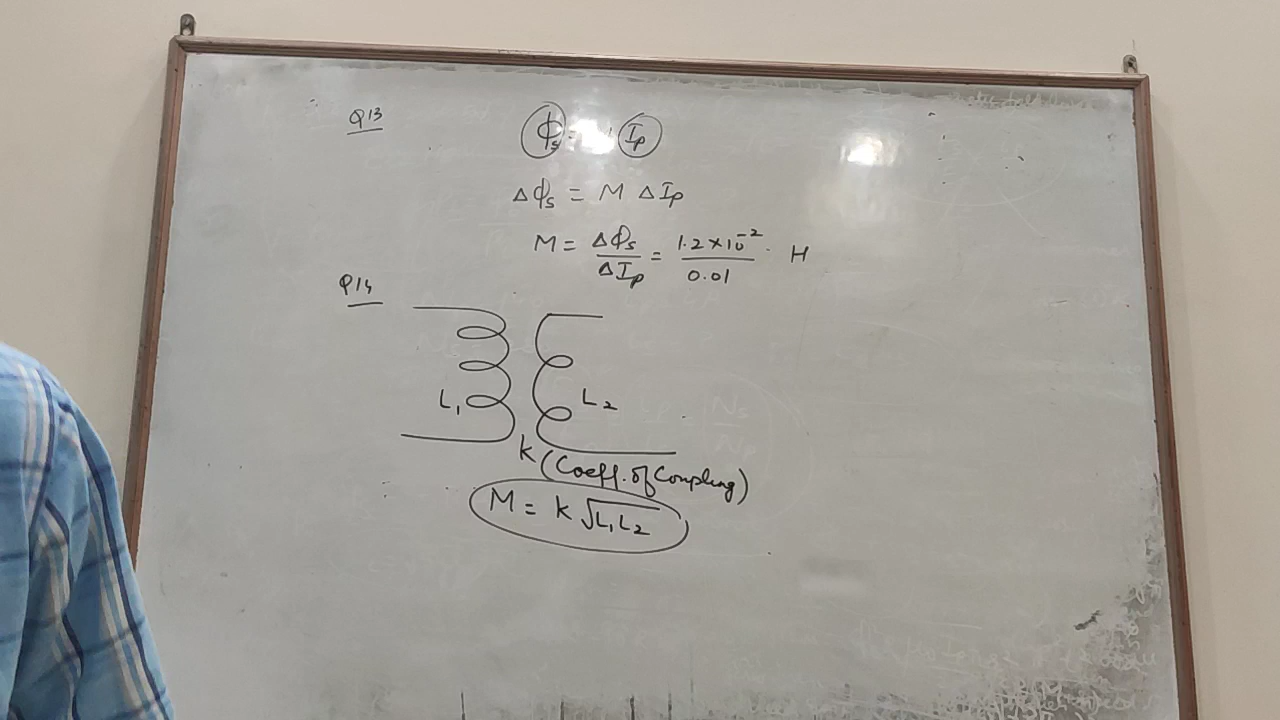 Q13
ϕs = Ip
Δϕs = M ΔIp
M = Δϕs/ΔIp = 1.2×10⁻²/0.01 H
Q14
L₁ L₂
k (Coeff. of Coupling)
M = k √L₁L₂